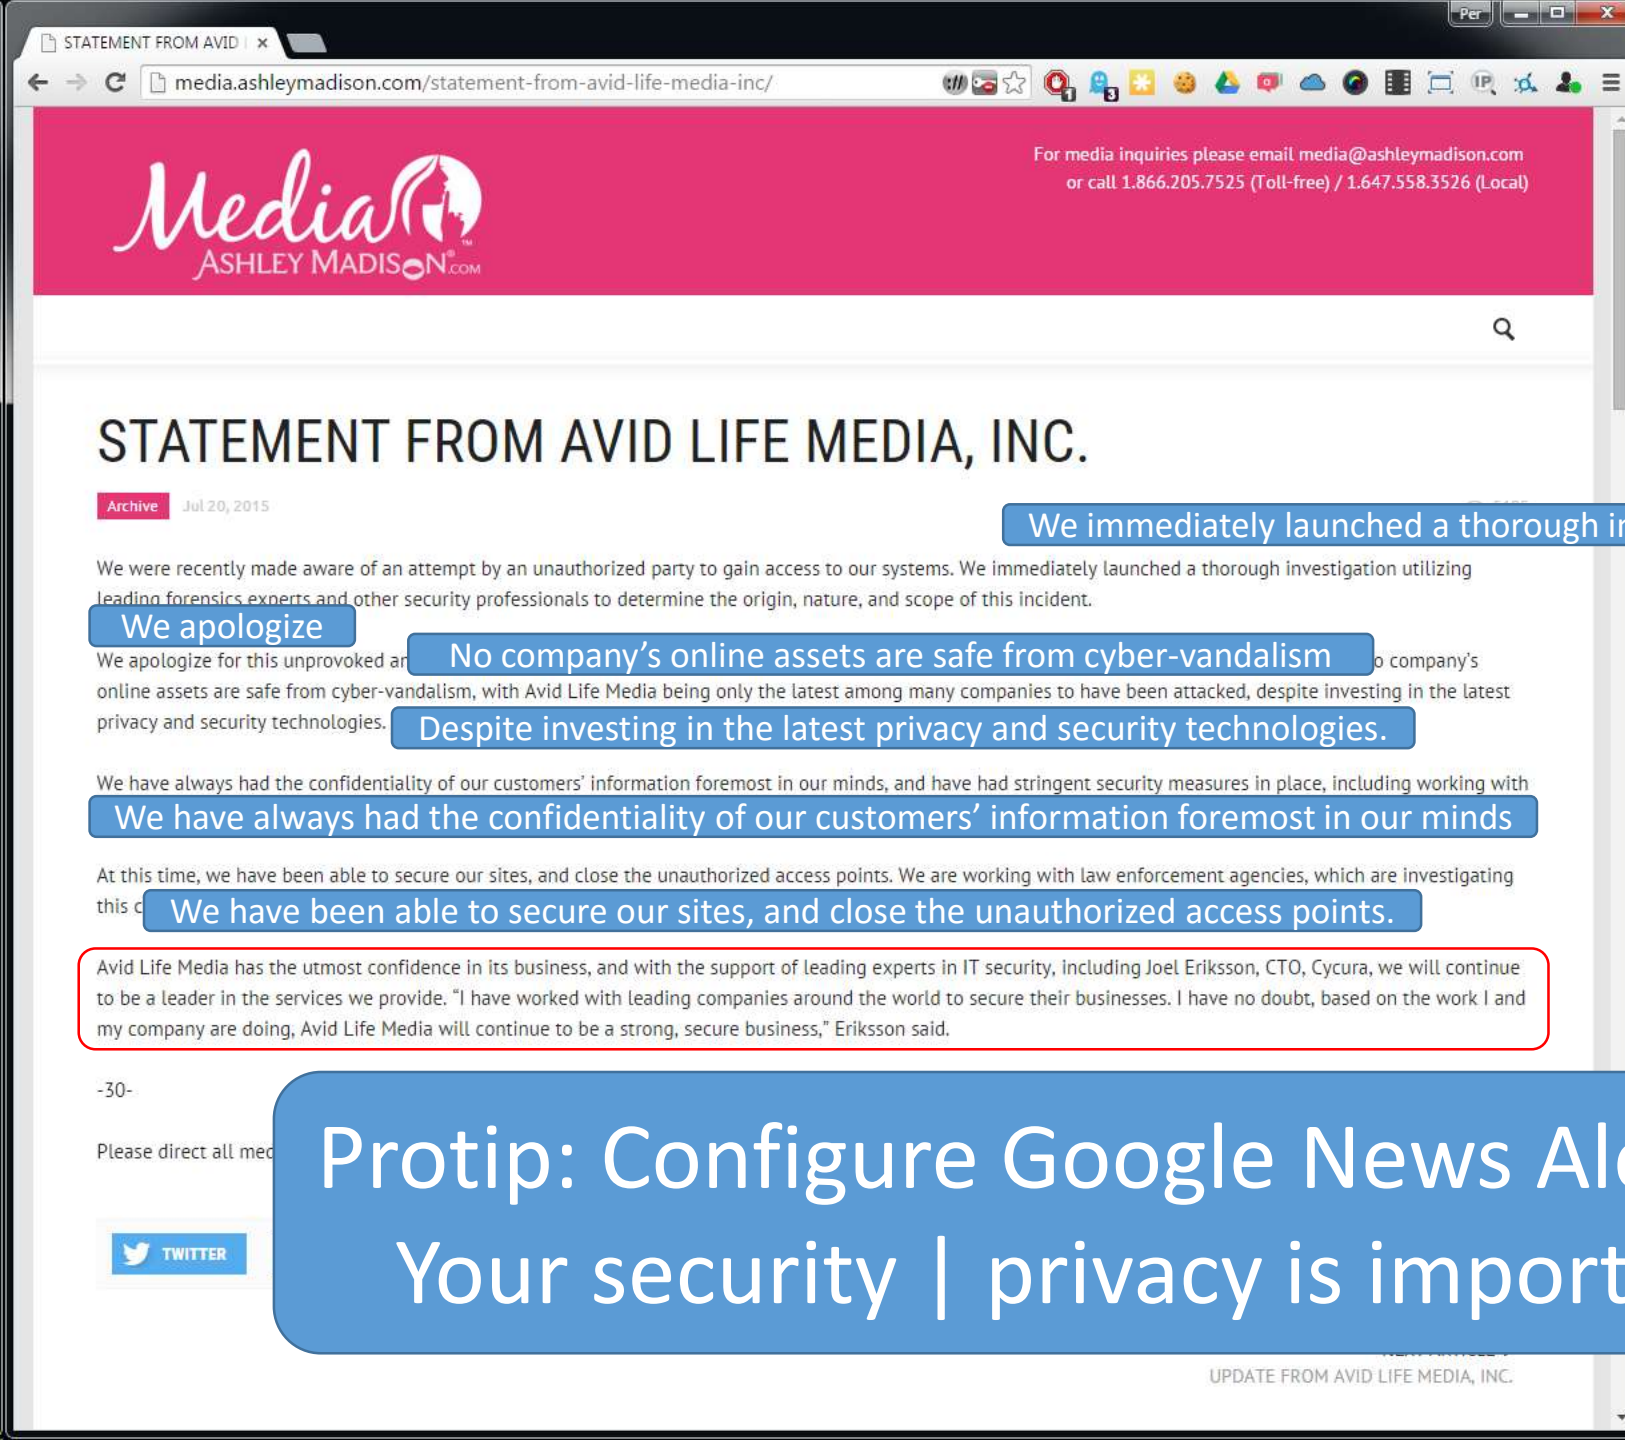 Per
STATEMENT FROM AVID
media.ashleymadison.com/statement-from-avid-life-media-inc/
1
3
IP
For media inquiries please email media@ashleymadison.com
or call 1.866.205.7525 (Toll-free) / 1.647.558.3526 (Local)
Media
ASHLEY MADISON.COM
STATEMENT FROM AVID LIFE MEDIA, INC.
Archive Jul 20, 2015
We immediately launched a thorough
We were recently made aware of an attempt by an unauthorized party to gain access to our systems. We immediately launched a thorough investigation utilizing
leading forensics experts and other security professionals to determine the origin, nature, and scope of this incident.
We apologize
No company’s online assets are safe from cyber-vandalism
We apologize for this unprovoked company’s
online assets are safe from cyber-vandalism, with Avid Life Media being only the latest among many companies to have been attacked, despite investing in the latest
privacy and security technologies.
Despite investing in the latest privacy and security technologies.
We have always had the confidentiality of our customers’ information foremost in our minds, and have had stringent security measures in place, including working with
We have always had the confidentiality of our customers’ information foremost in our minds
At this time, we have been able to secure our sites, and close the unauthorized access points. We are working with law enforcement agencies, which are investigating
this
We have been able to secure our sites, and close the unauthorized access points.
Avid Life Media has the utmost confidence in its business, and with the support of leading experts in IT security, including Joel Eriksson, CTO, Cycura, we will continue
to be a leader in the services we provide. “I have worked with leading companies around the world to secure their businesses. I have no doubt, based on the work I and
my company are doing, Avid Life Media will continue to be a strong, secure business,” Eriksson said.
-30-
Please direct all
Protip: Configure Google News
Your security | privacy is
TWITTER
UPDATE FROM AVID LIFE MEDIA, INC.